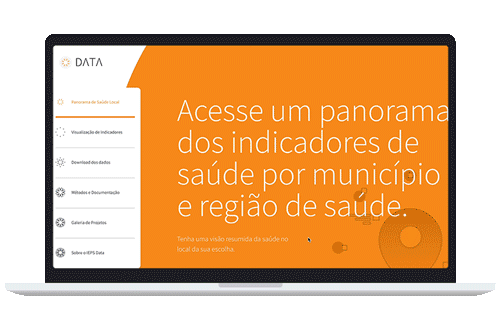 DATA
Panorama de Saúde Local
Visualização de Indicadores
Download dos dados
Métodos e Documentação
Galeria de Projetos
Sobre o IEPS Data
Acesse um panorama
dos indicadores de
saúde por município
e região de saúde.
Tenha uma visão resumida da saúde no
local da sua escolha.